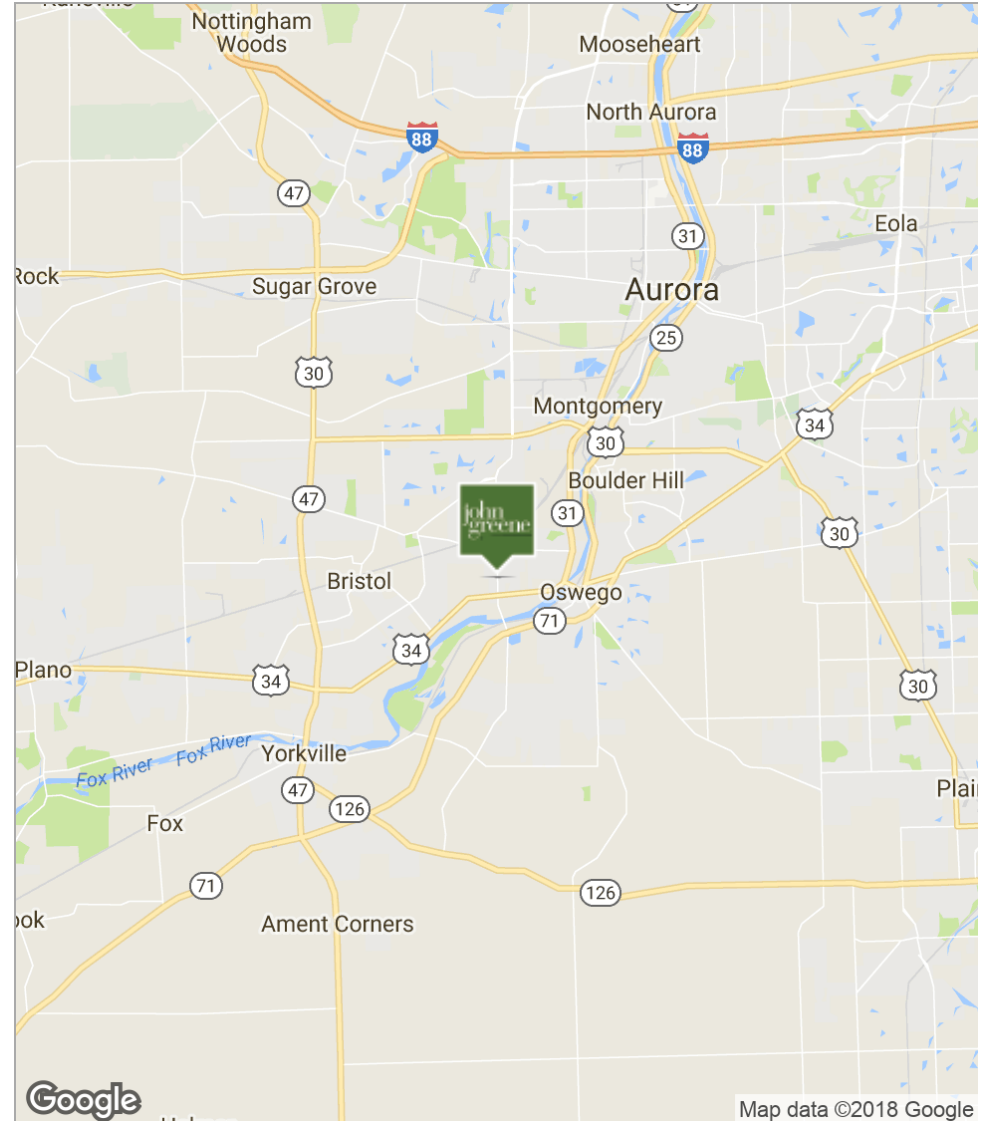 Nottingham
Woods
31
Mooseheart
North Aurora
88
88
47
Eola
31
Rock
Sugar Grove
Aurora
25
30
Montgomery
34
30
Boulder Hill
47
john
greene
31
30
Bristol
Oswego
71
34
Plano
34
30
Yorkville
Fox River
Fox River
47
Plai
126
Fox
71
126
ook
Ament Corners
Google
Map data ©2018 Google